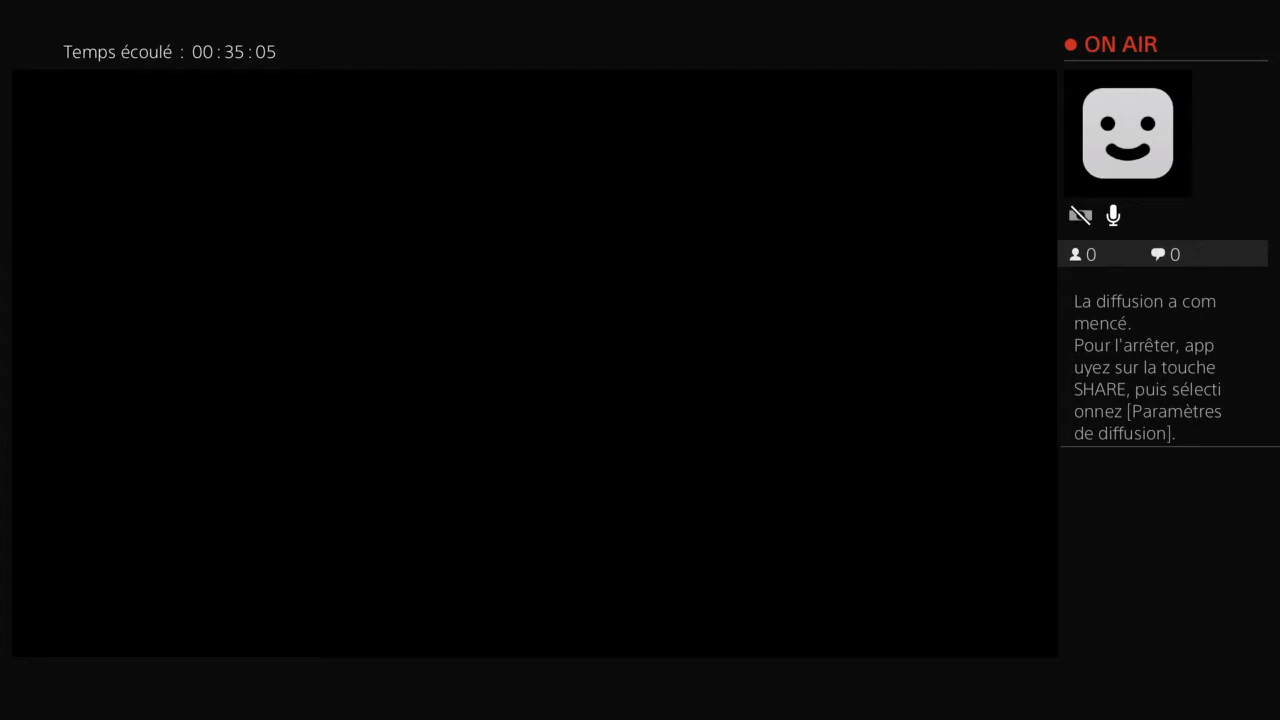 Temps écoulé : 00:35:05
ON AIR
0 0
La diffusion a com
mencé.
Pour l'arrêter, app
uyez sur la touche
SHARE, puis sélecti
onnez [Paramètres
de diffusion].